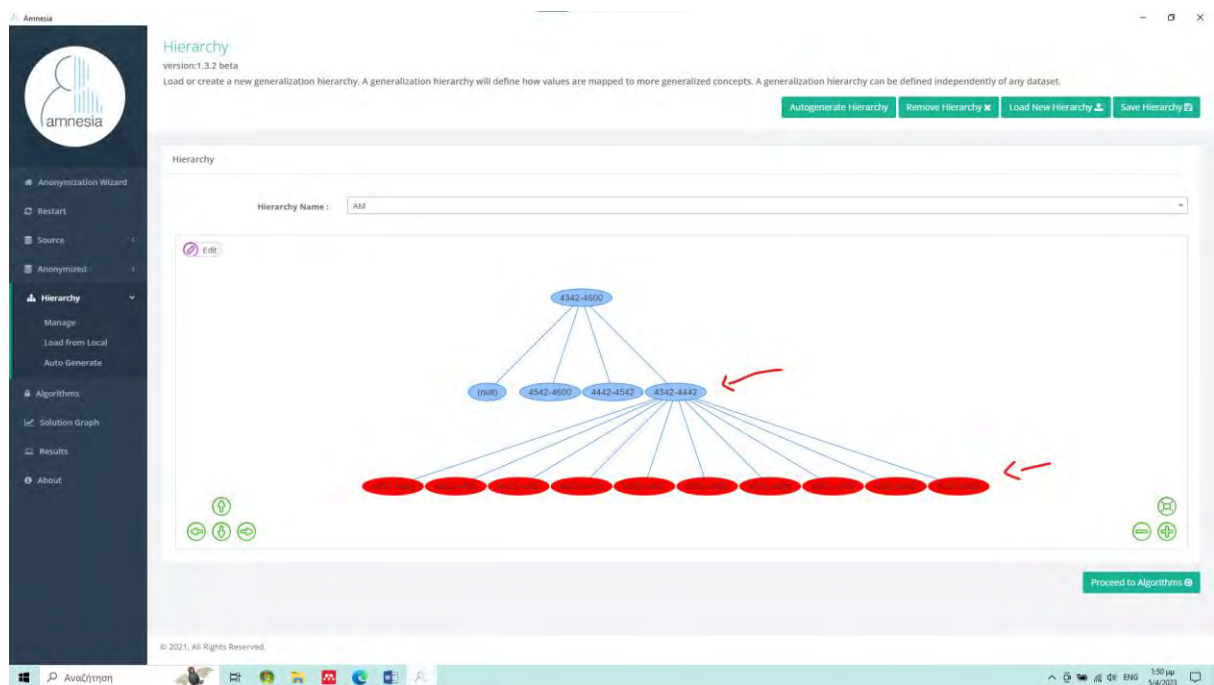 Amnesia
amnesia
Hierarchy
version:1.3.2 beta
Load or create a new generalization hierarchy. A generalization hierarchy will define how values are mapped to more generalized concepts. A generalization hierarchy can be defined independently of any dataset.
Autogenerate Hierarchy
Remove Hierarchy
Load New Hierarchy
Save Hierarchy
Hierarchy
Hierarchy Name :
AM
Edit
Anonymization Wizard
Restart
Source
Anonymized
Hierarchy
Manage
Load from Local
Auto Generate
Algorithms
Solution Graph
Results
About
4342-4600
(null)
4542-4600
4442-4542
4342-4442
Proceed to Algorithms
© 2021, All Rights Reserved.
Αναζήτηση
ENG
1:50 μμ
5/4/2023